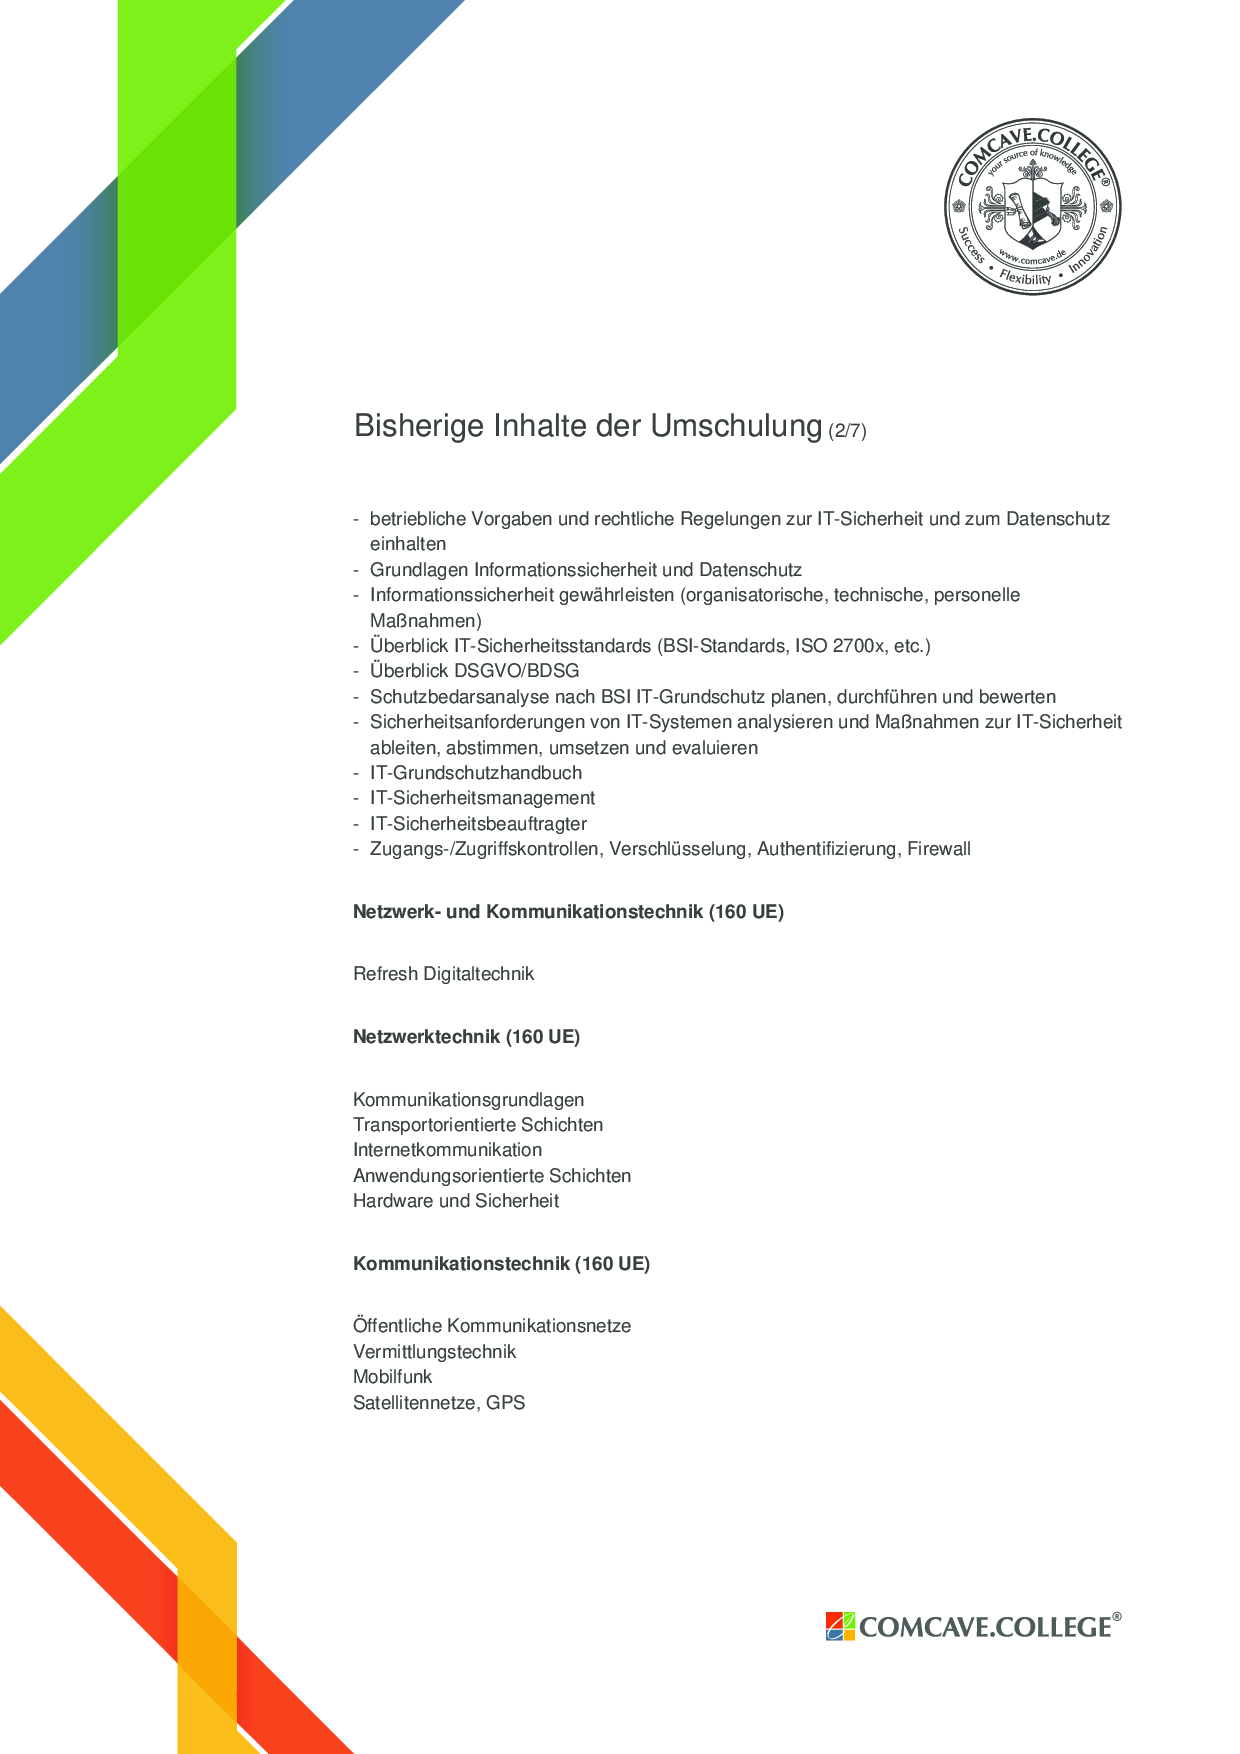 COMCAVE.COLLEGE®
your source of knowledge
www.comcave.de
Success • Flexibility • Innovation
Bisherige Inhalte der Umschulung (2/7)
- betriebliche Vorgaben und rechtliche Regelungen zur IT-Sicherheit und zum Datenschutz
einhalten
- Grundlagen Informationssicherheit und Datenschutz
- Informationssicherheit gewährleisten (organisatorische, technische, personelle
Maßnahmen)
- Überblick IT-Sicherheitsstandards (BSI-Standards, ISO 2700x, etc.)
- Überblick DSGVO/BDSG
- Schutzbedarsanalyse nach BSI IT-Grundschutz planen, durchführen und bewerten
- Sicherheitsanforderungen von IT-Systemen analysieren und Maßnahmen zur IT-Sicherheit
ableiten, abstimmen, umsetzen und evaluieren
- IT-Grundschutzhandbuch
- IT-Sicherheitsmanagement
- IT-Sicherheitsbeauftragter
- Zugangs-/Zugriffskontrollen, Verschlüsselung, Authentifizierung, Firewall
Netzwerk- und Kommunikationstechnik (160 UE)
Refresh Digitaltechnik
Netzwerktechnik (160 UE)
Kommunikationsgrundlagen
Transportorientierte Schichten
Internetkommunikation
Anwendungsorientierte Schichten
Hardware und Sicherheit
Kommunikationstechnik (160 UE)
Öffentliche Kommunikationsnetze
Vermittlungstechnik
Mobilfunk
Satellitennetze, GPS
COMCAVE.COLLEGE®